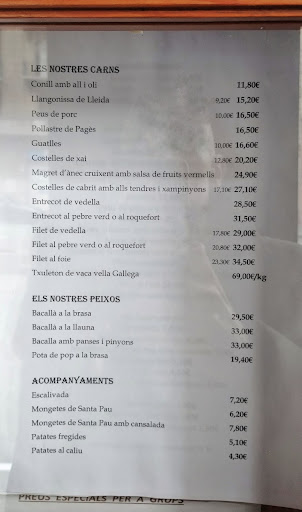 LES NOSTRES CARNS
Conill amb all i oli 11,80€
Llangonissa de Lleida 9,20€ 15,20€
Peus de porc 10,00€ 16,50€
Pollastre de Pagès 16,50€
Guatlles 10,00€ 16,60€
Costelles de xai 12,80€ 20,20€
Magret d'ànec cruixent amb salsa de fruits vermells 24,90€
Costelles de cabrit amb alls tendres i xampinyons 17,10€ 27,10€
Entrecot de vedella 28,50€
Entrecot al pebre verd o al roquefort 31,50€
Filet de vedella 17,80€ 29,00€
Filet al pebre verd o al roquefort 20,80€ 32,00€
Filet al foie 23,30€ 34,50€
Txuleton de vaca vella Gallega 69,00€/kg
ELS NOSTRES PEIXOS
Bacallà a la brasa 29,50€
Bacallà a la llauna 33,00€
Bacallà amb panses i pinyons 33,00€
Pota de pop a la brasa 19,40€
ACOMPANYAMENTS
Escalivada 7,20€
Mongetes de Santa Pau 6,20€
Mongetes de Santa Pau amb cansalada 7,80€
Patates fregides 5,10€
Patates al caliu 4,30€
PREUS ESPECIALS PER A GRUPS